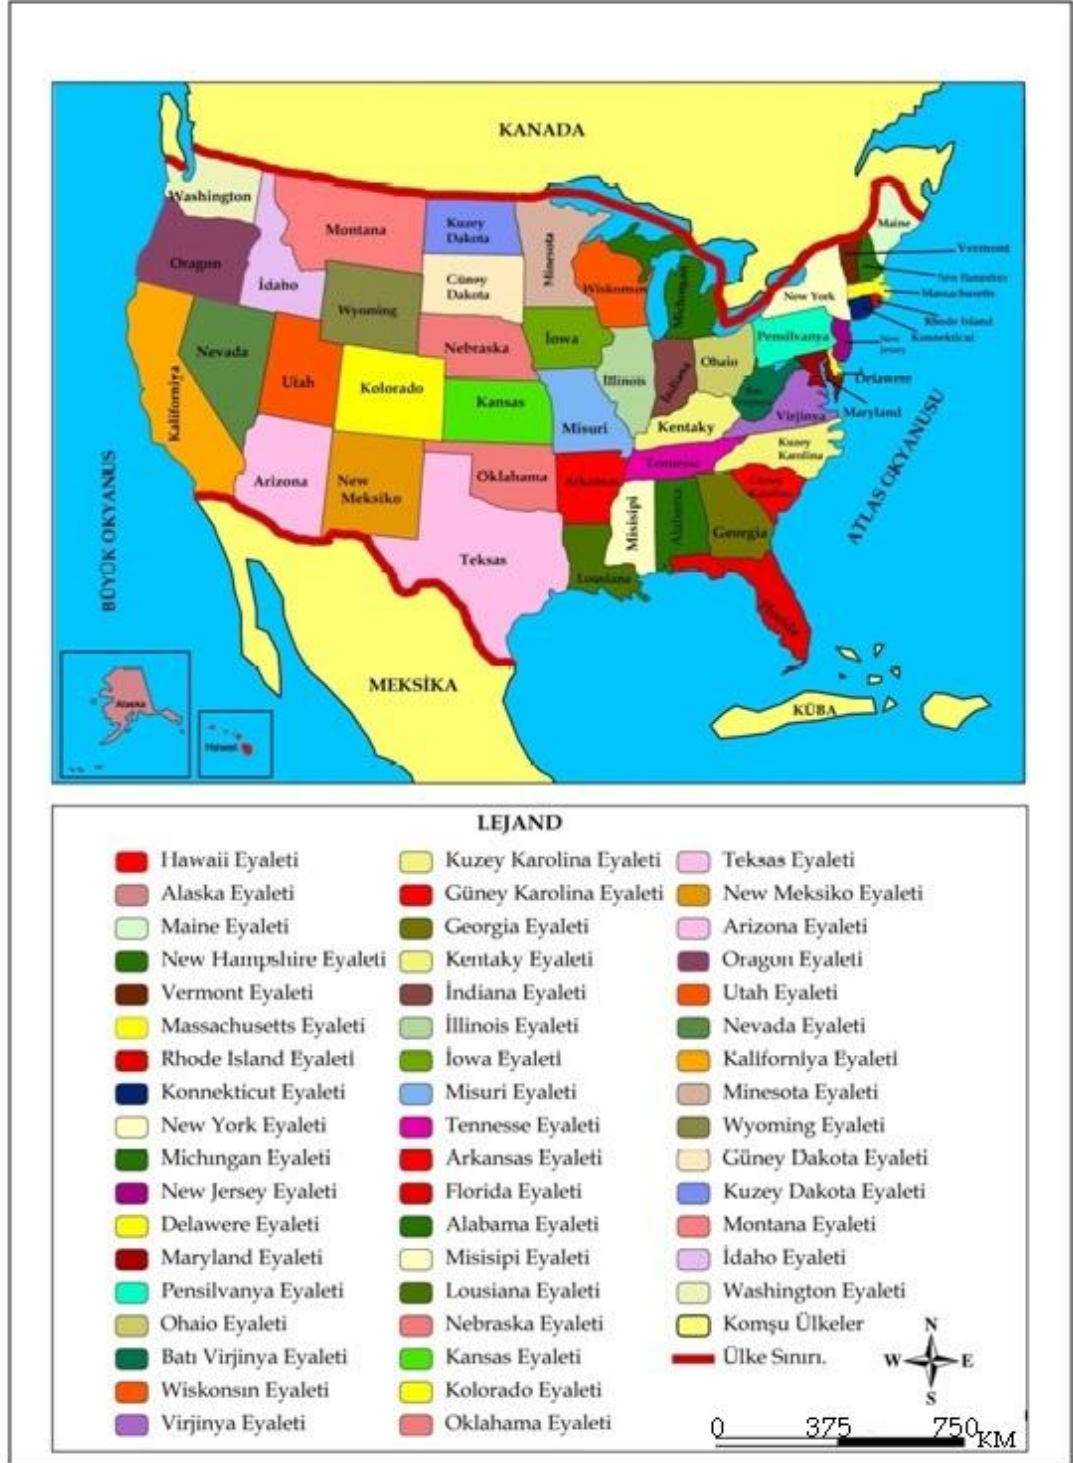 KANADA
Washington
Montana
Kuzey
Dakota
Minesota
Maine
Vermont
Oragon
İdaho
Wiskonsın
Michıngan
New Hampshire
Massachusetts
Güney
Dakota
New York
Rhode Island
Konnekticut
New
Jersey
Wyoming
Nevada
Nebraska
İowa
Pensilvanya
Ohaio
İndiana
İllinois
Delawere
Utah
Kolorado
Kansas
Misuri
Batı
Virjinya
Virjinya
Maryland
Kaliforniya
Kentaky
Kuzey
Karolina
Arizona
New
Meksiko
Oklahama
Arkansas
Tennesse
Güney
Karolina
BÜYÜK OKYANUS
ATLAS OKYANUSU
Teksas
Misisipi
Alabama
Georgia
Lousiana
Florida
MEKSİKA
KÜBA
Alaska
Hawaii
LEJAND
Hawaii Eyaleti
Alaska Eyaleti
Maine Eyaleti
New Hampshire Eyaleti
Vermont Eyaleti
Massachusetts Eyaleti
Rhode Island Eyaleti
Konnekticut Eyaleti
New York Eyaleti
Michıngan Eyaleti
New Jersey Eyaleti
Delawere Eyaleti
Maryland Eyaleti
Pensilvanya Eyaleti
Ohaio Eyaleti
Batı Virjinya Eyaleti
Wiskonsın Eyaleti
Virjinya Eyaleti
Kuzey Karolina Eyaleti
Güney Karolina Eyaleti
Georgia Eyaleti
Kentaky Eyaleti
İndiana Eyaleti
İllinois Eyaleti
İowa Eyaleti
Misuri Eyaleti
Tennesse Eyaleti
Arkansas Eyaleti
Florida Eyaleti
Alabama Eyaleti
Misisipi Eyaleti
Lousiana Eyaleti
Nebraska Eyaleti
Kansas Eyaleti
Kolorado Eyaleti
Oklahama Eyaleti
Teksas Eyaleti
New Meksiko Eyaleti
Arizona Eyaleti
Oragon Eyaleti
Utah Eyaleti
Nevada Eyaleti
Kaliforniya Eyaleti
Minesota Eyaleti
Wyoming Eyaleti
Güney Dakota Eyaleti
Kuzey Dakota Eyaleti
Montana Eyaleti
İdaho Eyaleti
Washington Eyaleti
Komşu Ülkeler
Ülke Sınırı.
N
W E
S
0 375 750 KM